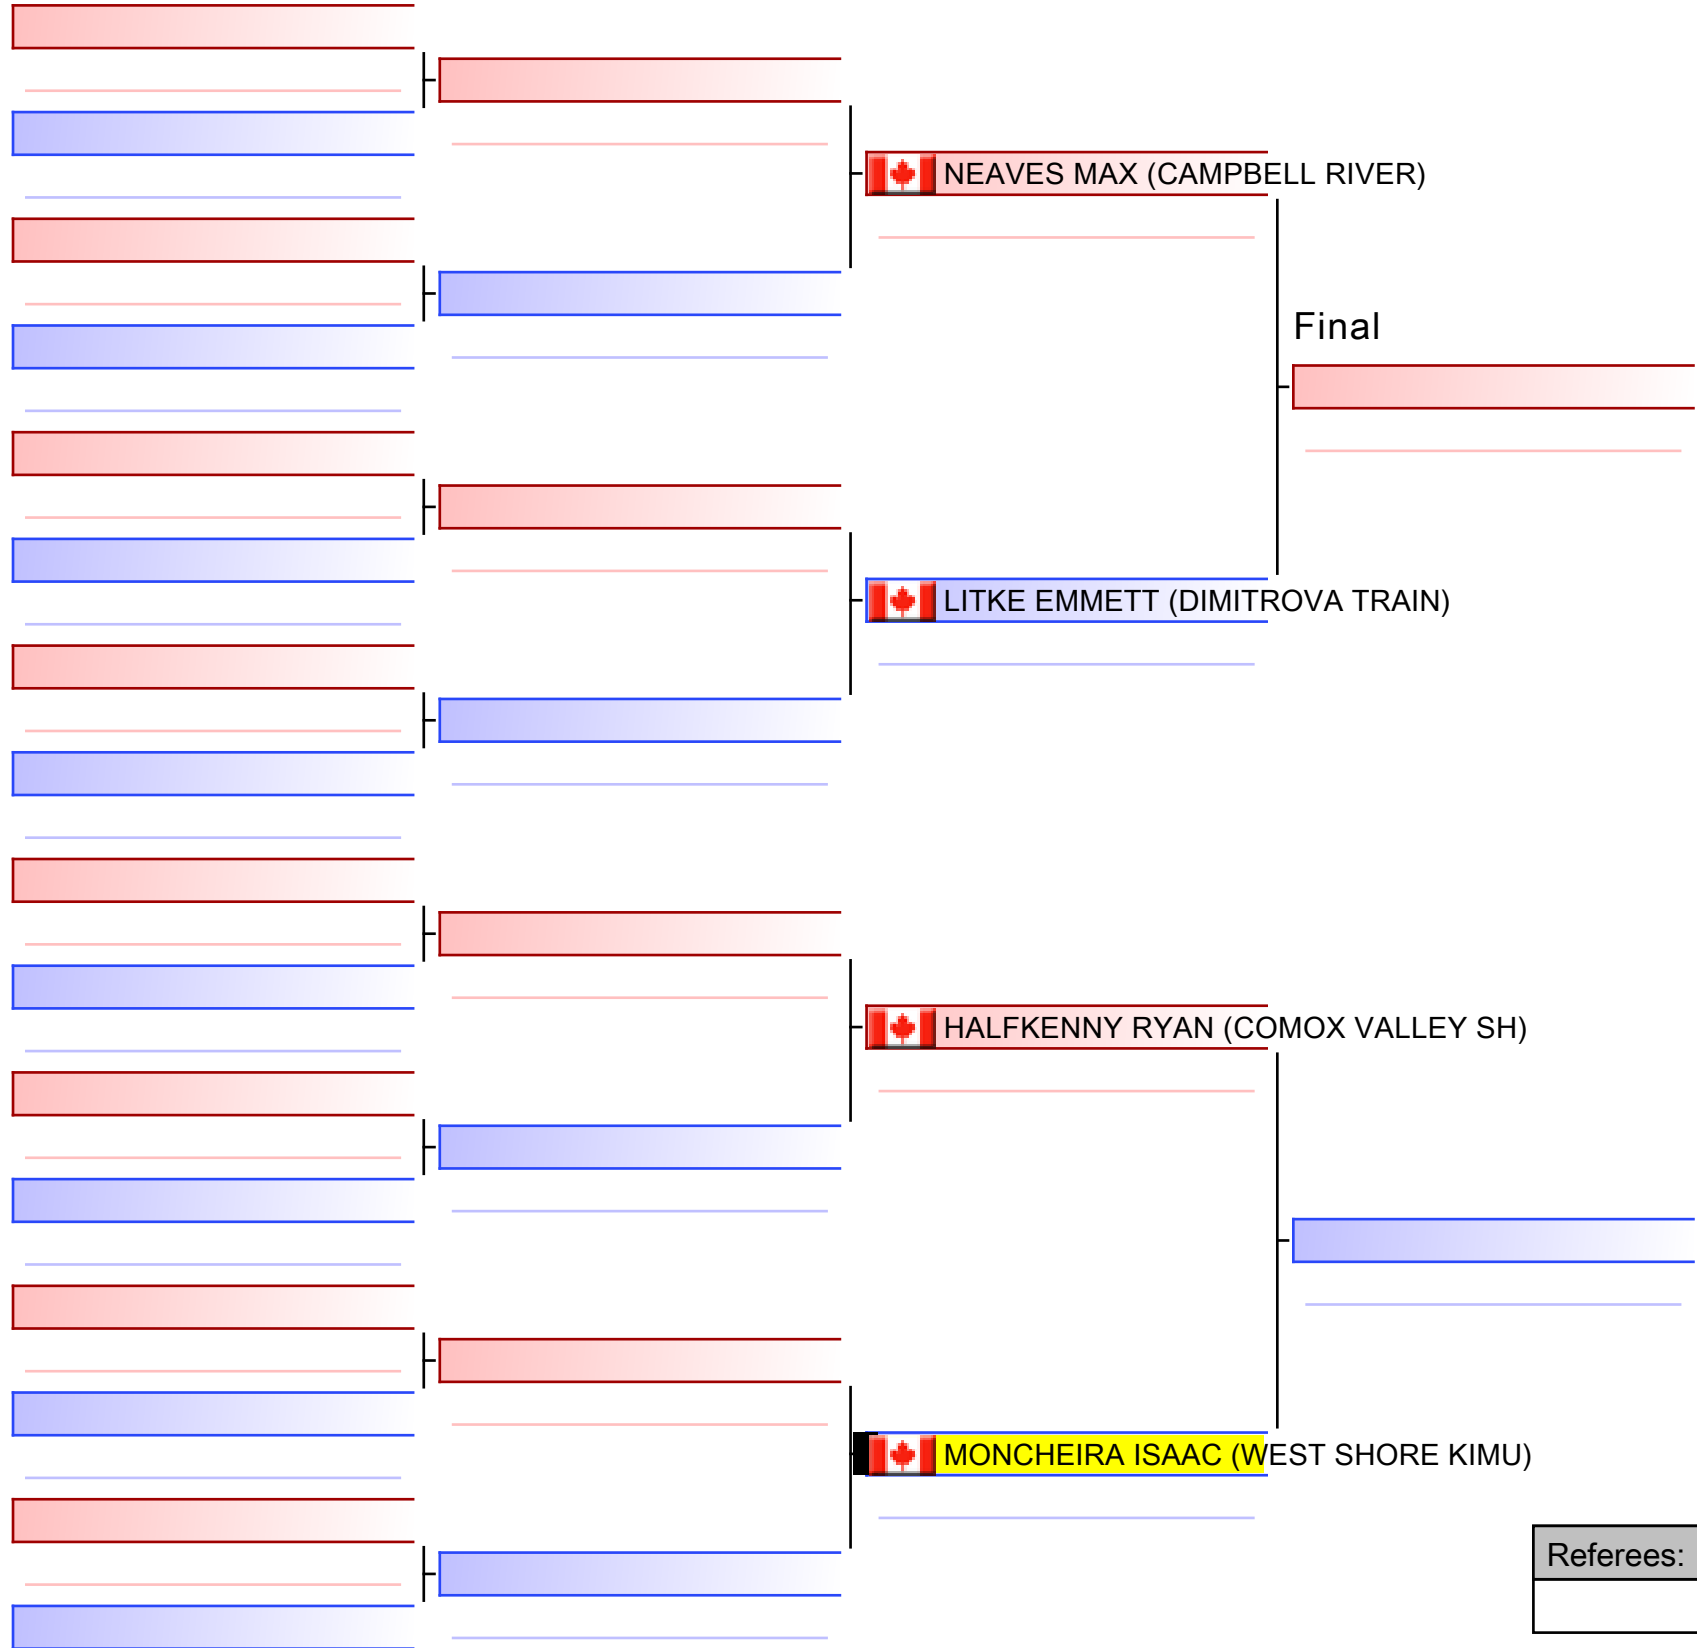 NEAVES MAX (CAMPBELL RIVER)
Final
LITKE EMMETT (DIMITROVA TRAIN)
HALFKENNY RYAN (COMOX VALLEY SH)
MONCHEIRA ISAAC (WEST SHORE KIMU)
Referees: